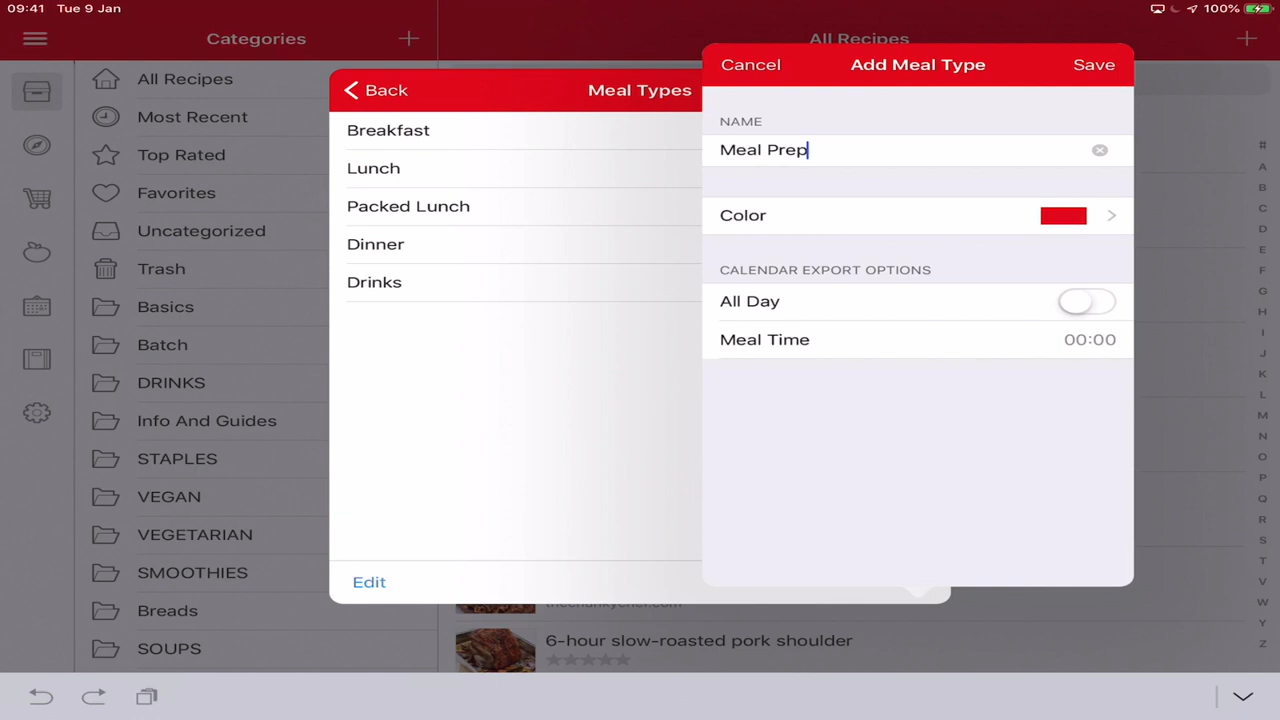 09:41 Tue 9 Jan
100%
Categories
All Recipes
All Recipes
Most Recent
Top Rated
Favorites
Uncategorized
Trash
Basics
Batch
DRINKS
Info And Guides
STAPLES
VEGAN
VEGETARIAN
SMOOTHIES
Breads
SOUPS
Back
Meal Types
Breakfast
Lunch
Packed Lunch
Dinner
Drinks
Edit
Cancel
Add Meal Type
Save
NAME
Meal Prep
Color
CALENDAR EXPORT OPTIONS
All Day
Meal Time 00:00
thechunkychef.com
6-hour slow-roasted pork shoulder
#
A
B
C
D
E
F
G
H
I
J
K
L
M
N
O
P
Q
R
S
T
U
V
W
Y
Z